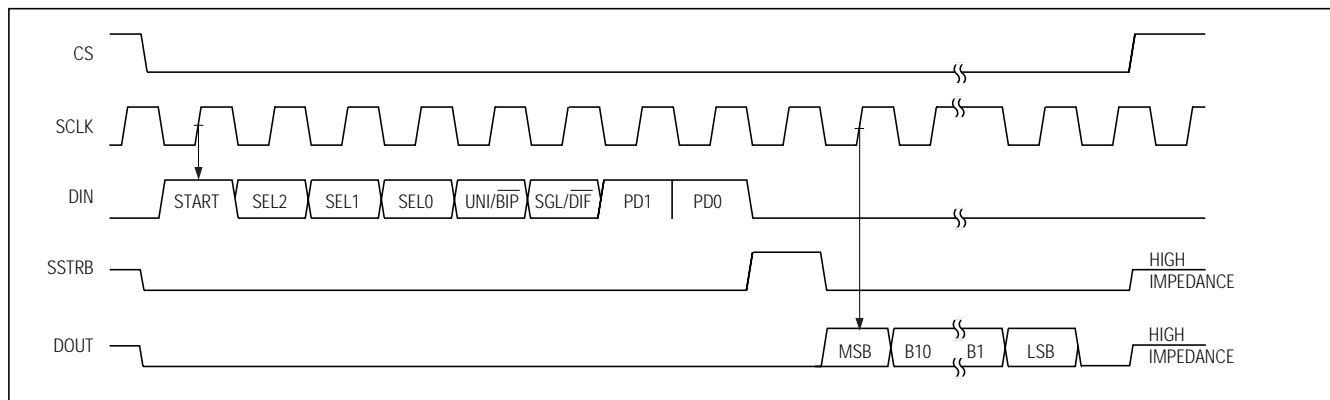 CS
SCLK
DIN
START SEL2 SEL1 SEL0 UNI/BIP SGL/DIF PD1 PD0
SSTRB
HIGH
IMPEDANCE
DOUT
MSB B10 B1 LSB
HIGH
IMPEDANCE